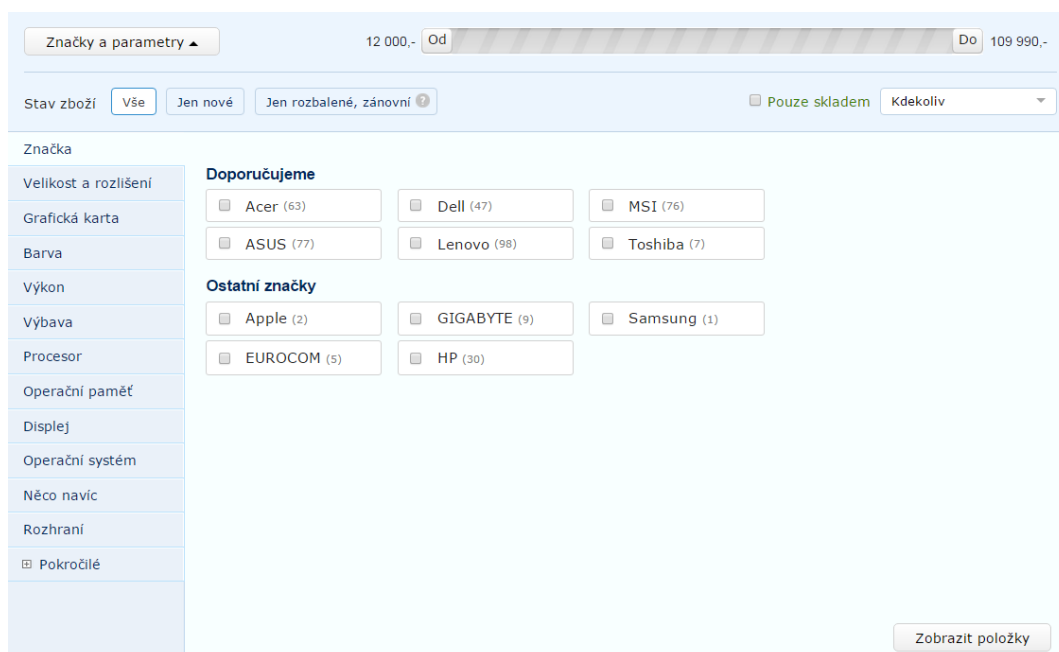 Značky a parametry
12 000,- Od Do 109 990,-
Stav zboží Vše Jen nové Jen rozbalené, zánovní ? Pouze skladem Kdekoliv
Značka
Velikost a rozlišení
Grafická karta
Barva
Výkon
Výbava
Procesor
Operační paměť
Displej
Operační systém
Něco navíc
Rozhraní
Pokročilé
Doporučujeme
Acer (63) Dell (47) MSI (76)
ASUS (77) Lenovo (98) Toshiba (7)
Ostatní značky
Apple (2) GIGABYTE (9) Samsung (1)
EUROCOM (5) HP (30)
Zobrazit položky